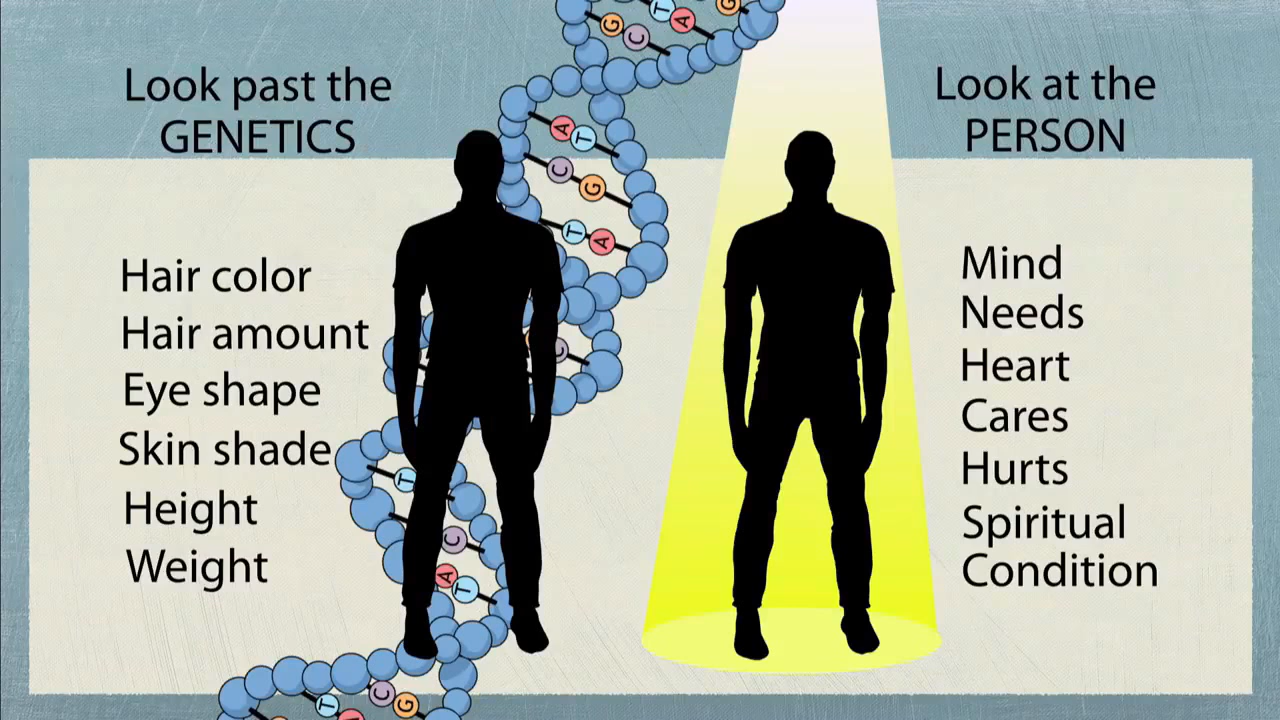 Look past the
GENETICS
Hair color
Hair amount
Eye shape
Skin shade
Height
Weight
Look at the
PERSON
Mind
Needs
Heart
Cares
Hurts
Spiritual
Condition
G
T
A
G
C
A
T
C
G
T
A
C
T
C
A
T
T
C
G
A